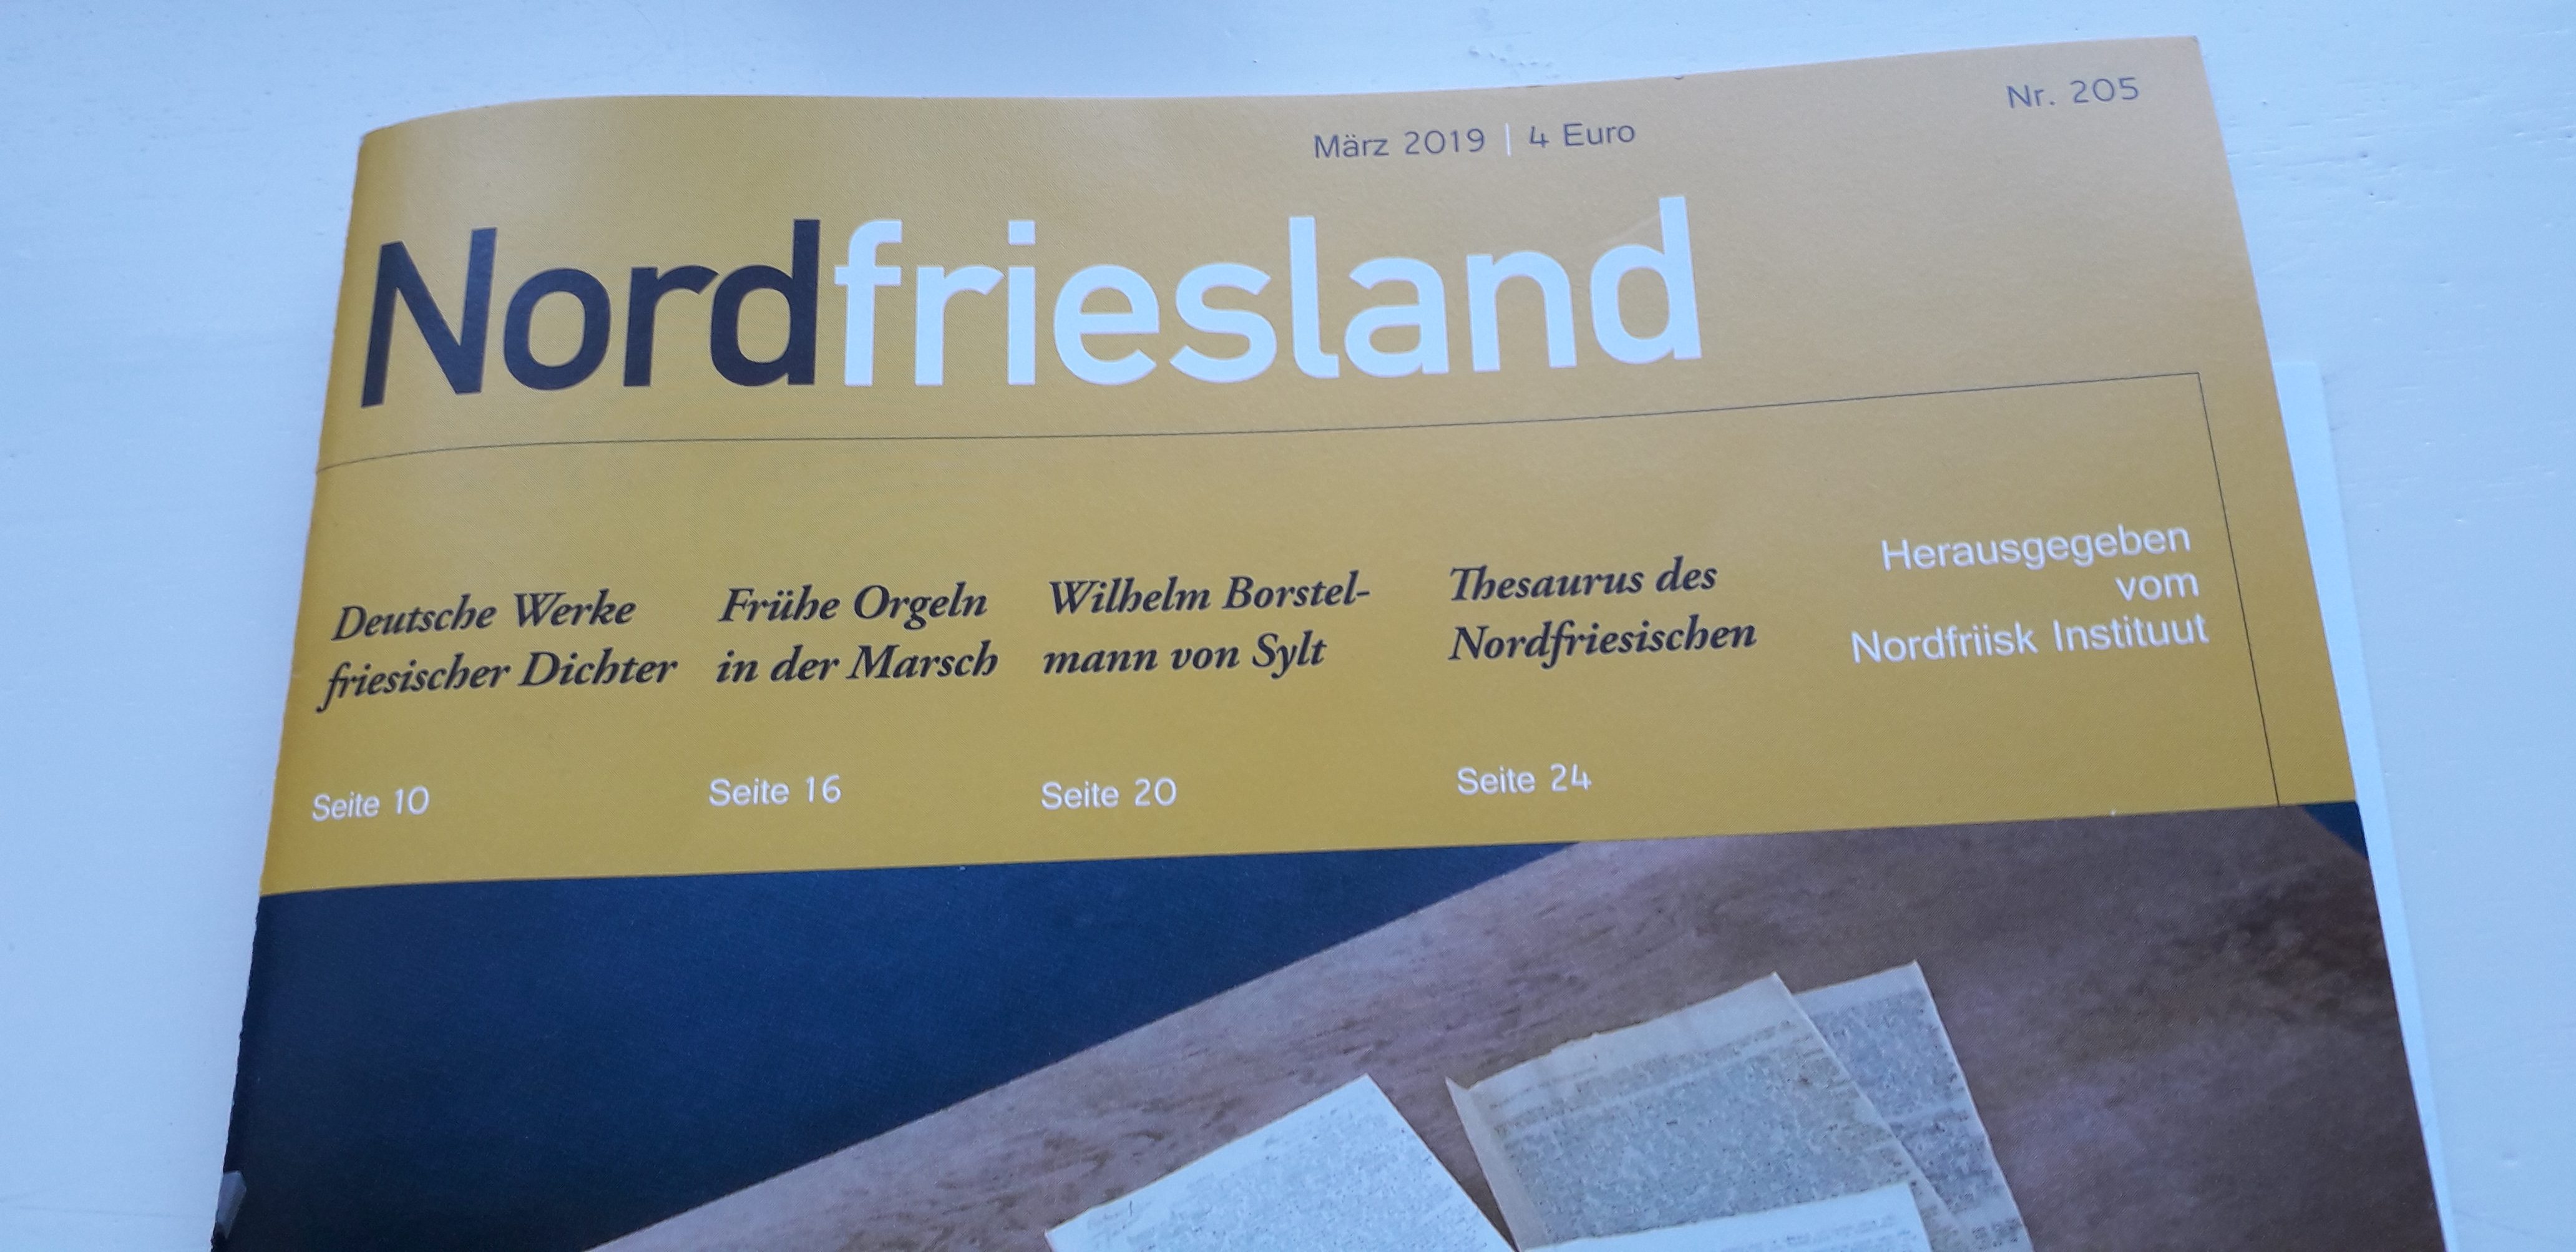 Nr. 205
März 2019 | 4 Euro
Nordfriesland
Deutsche Werke
friesischer Dichter
Seite 10
Frühe Orgeln
in der Marsch
Seite 16
Wilhelm Borstel-
mann von Sylt
Seite 20
Thesaurus des
Nordfriesischen
Seite 24
Herausgegeben
vom
Nordfriisk Instituut